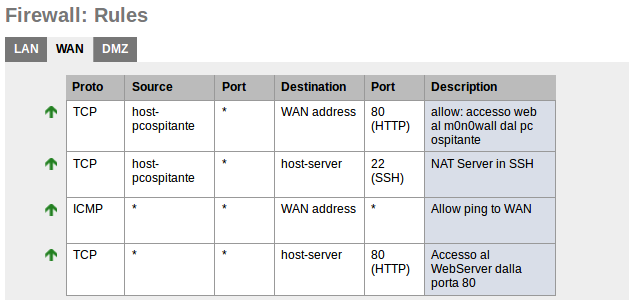 Firewall: Rules
LAN WAN DMZ
Proto Source Port Destination Port Description
TCP host-pcospitante * WAN address 80 (HTTP) allow: accesso web al m0n0wall dal pc ospitante
TCP host-pcospitante * host-server 22 (SSH) NAT Server in SSH
ICMP * * WAN address * Allow ping to WAN
TCP * * host-server 80 (HTTP) Accesso al WebServer dalla porta 80